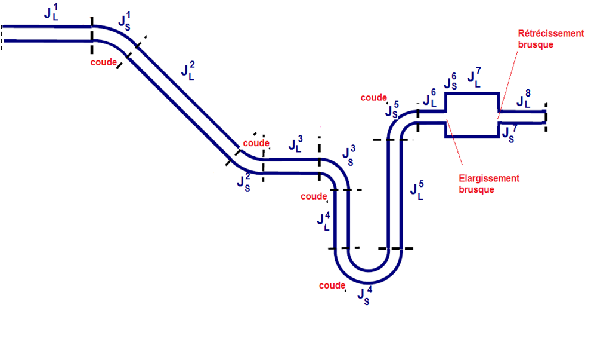 J_L^1
J_S^1
coude
J_L^2
coude
J_S^2
J_L^3
J_S^3
coude
J_L^4
coude
J_S^4
J_L^5
coude
J_S^5
J_L^6
J_S^6
J_L^7
J_S^7
J_L^8
Rétrécissement
brusque
Elargissement
brusque